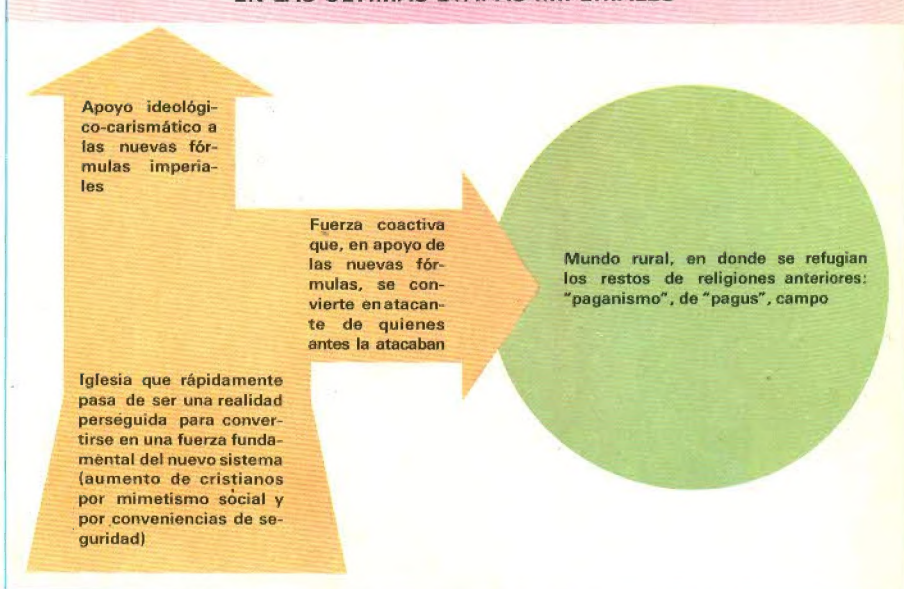 Apoyo ideológi-
co-carismático a
las nuevas fór-
mulas imperia-
les
Fuerza coactiva
que, en apoyo de
las nuevas fór-
mulas, se con-
vierte en atacan-
te de quienes
antes la atacaban
Mundo rural, en donde se refugian
los restos de religiones anteriores:
"paganismo", de "pagus", campo
Iglesia que rápidamente
pasa de ser una realidad
perseguida para conver-
tirse en una fuerza funda-
mental del nuevo sistema
(aumento de cristianos
por mimetismo social y
por conveniencias de se-
guridad)